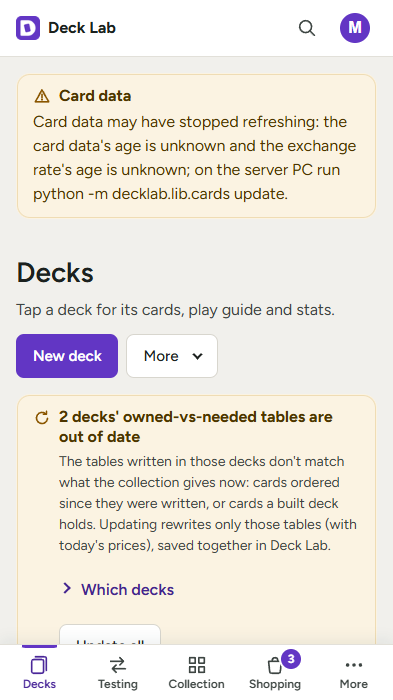 Deck Lab
M
Card data
Card data may have stopped refreshing: the
card data's age is unknown and the exchange
rate's age is unknown; on the server PC run
python -m decklab.lib.cards update.
Decks
Tap a deck for its cards, play guide and stats.
New deck
More
2 decks' owned-vs-needed tables are
out of date
The tables written in those decks don't match
what the collection gives now: cards ordered
since they were written, or cards a built deck
holds. Updating rewrites only those tables (with
today's prices), saved together in Deck Lab.
Which decks
Update all
3
Decks
Testing
Collection
Shopping
More